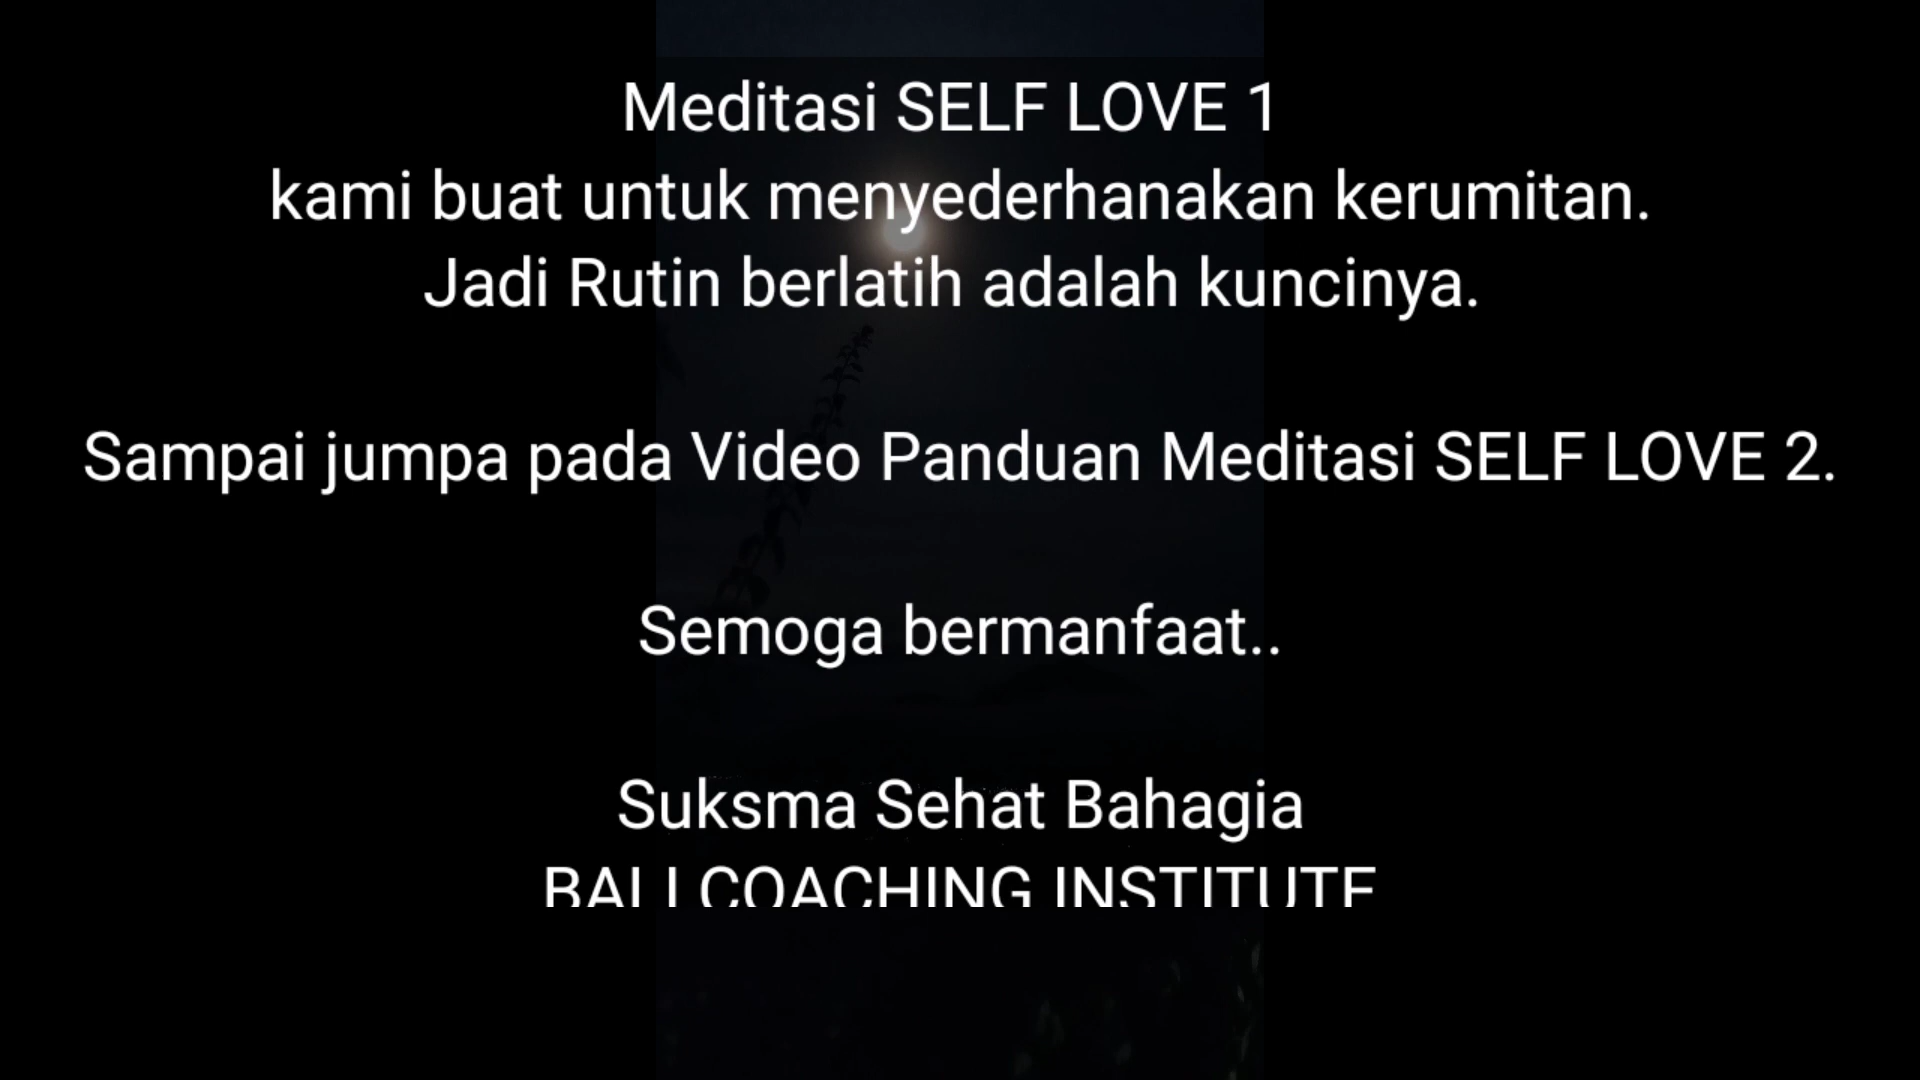 Meditasi SELF LOVE 1
kami buat untuk menyederhanakan kerumitan.
Jadi Rutin berlatih adalah kuncinya.
Sampai jumpa pada Video Panduan Meditasi SELF LOVE 2.
Semoga bermanfaat..
Suksma Sehat Bahagia
BALI COACHING INSTITUTE